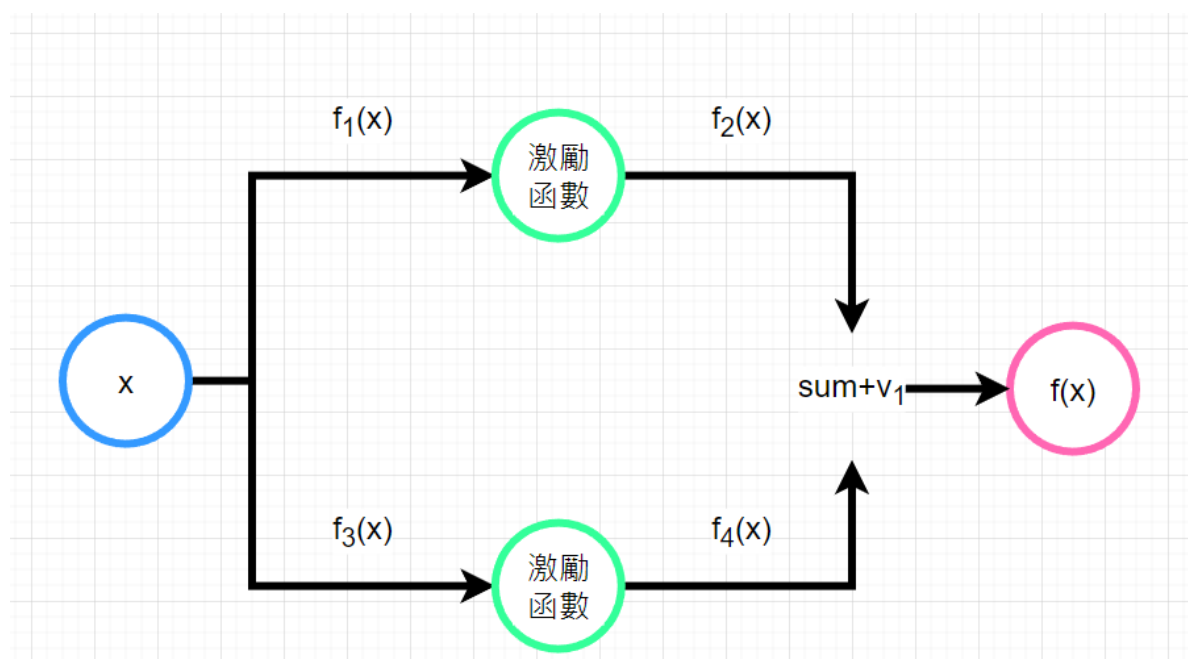 f₁(x)
f₂(x)
激勵
函數
x
sum+v₁
f(x)
f₃(x)
f₄(x)
激勵
函數